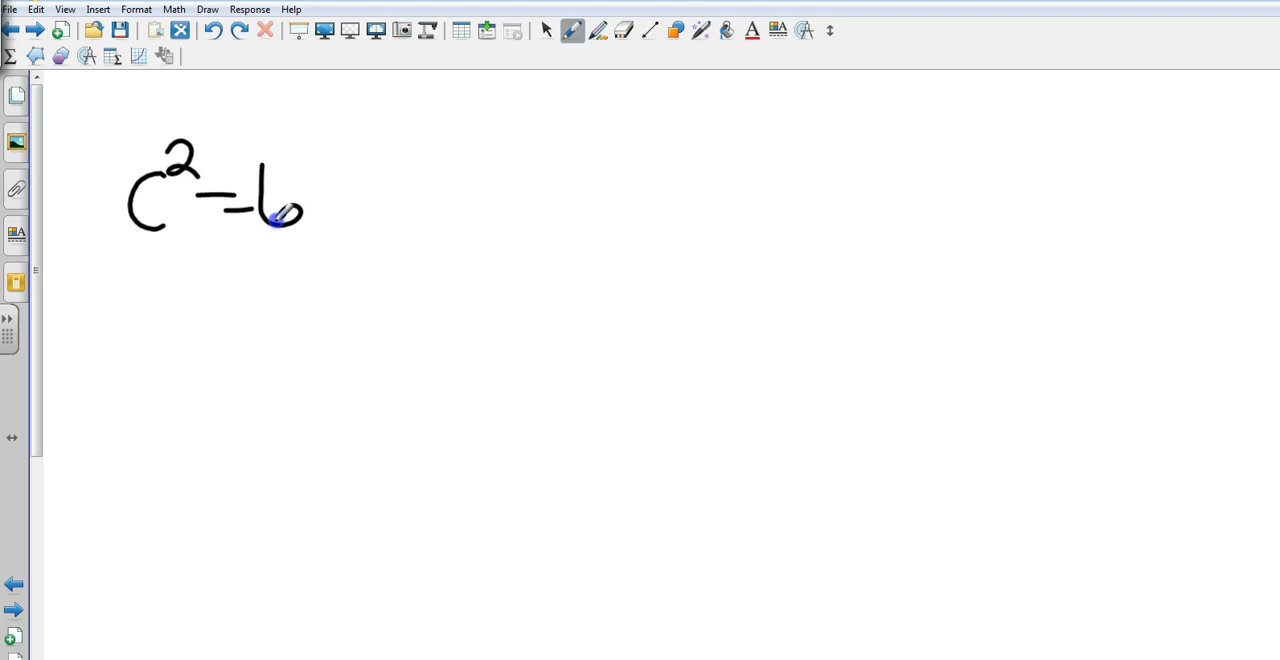 File Edit View Insert Format Math Draw Response Help
c² = b